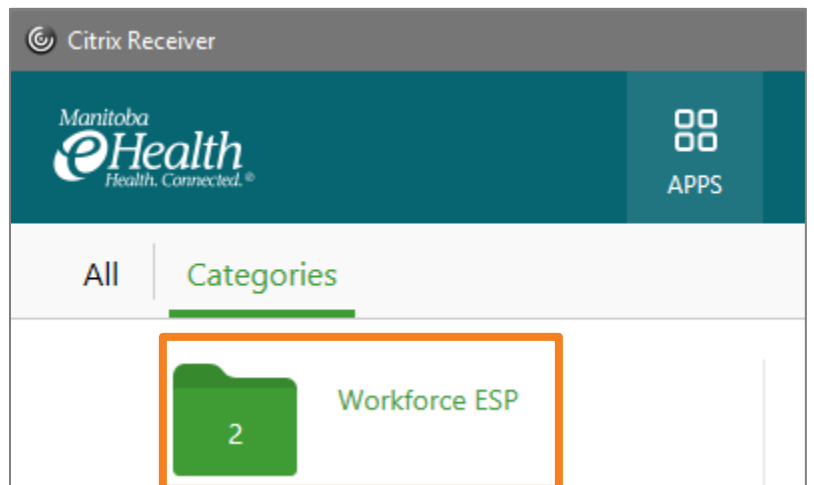 Citrix Receiver
Manitoba
eHealth
Health. Connected.®
APPS
All
Categories
Workforce ESP
2